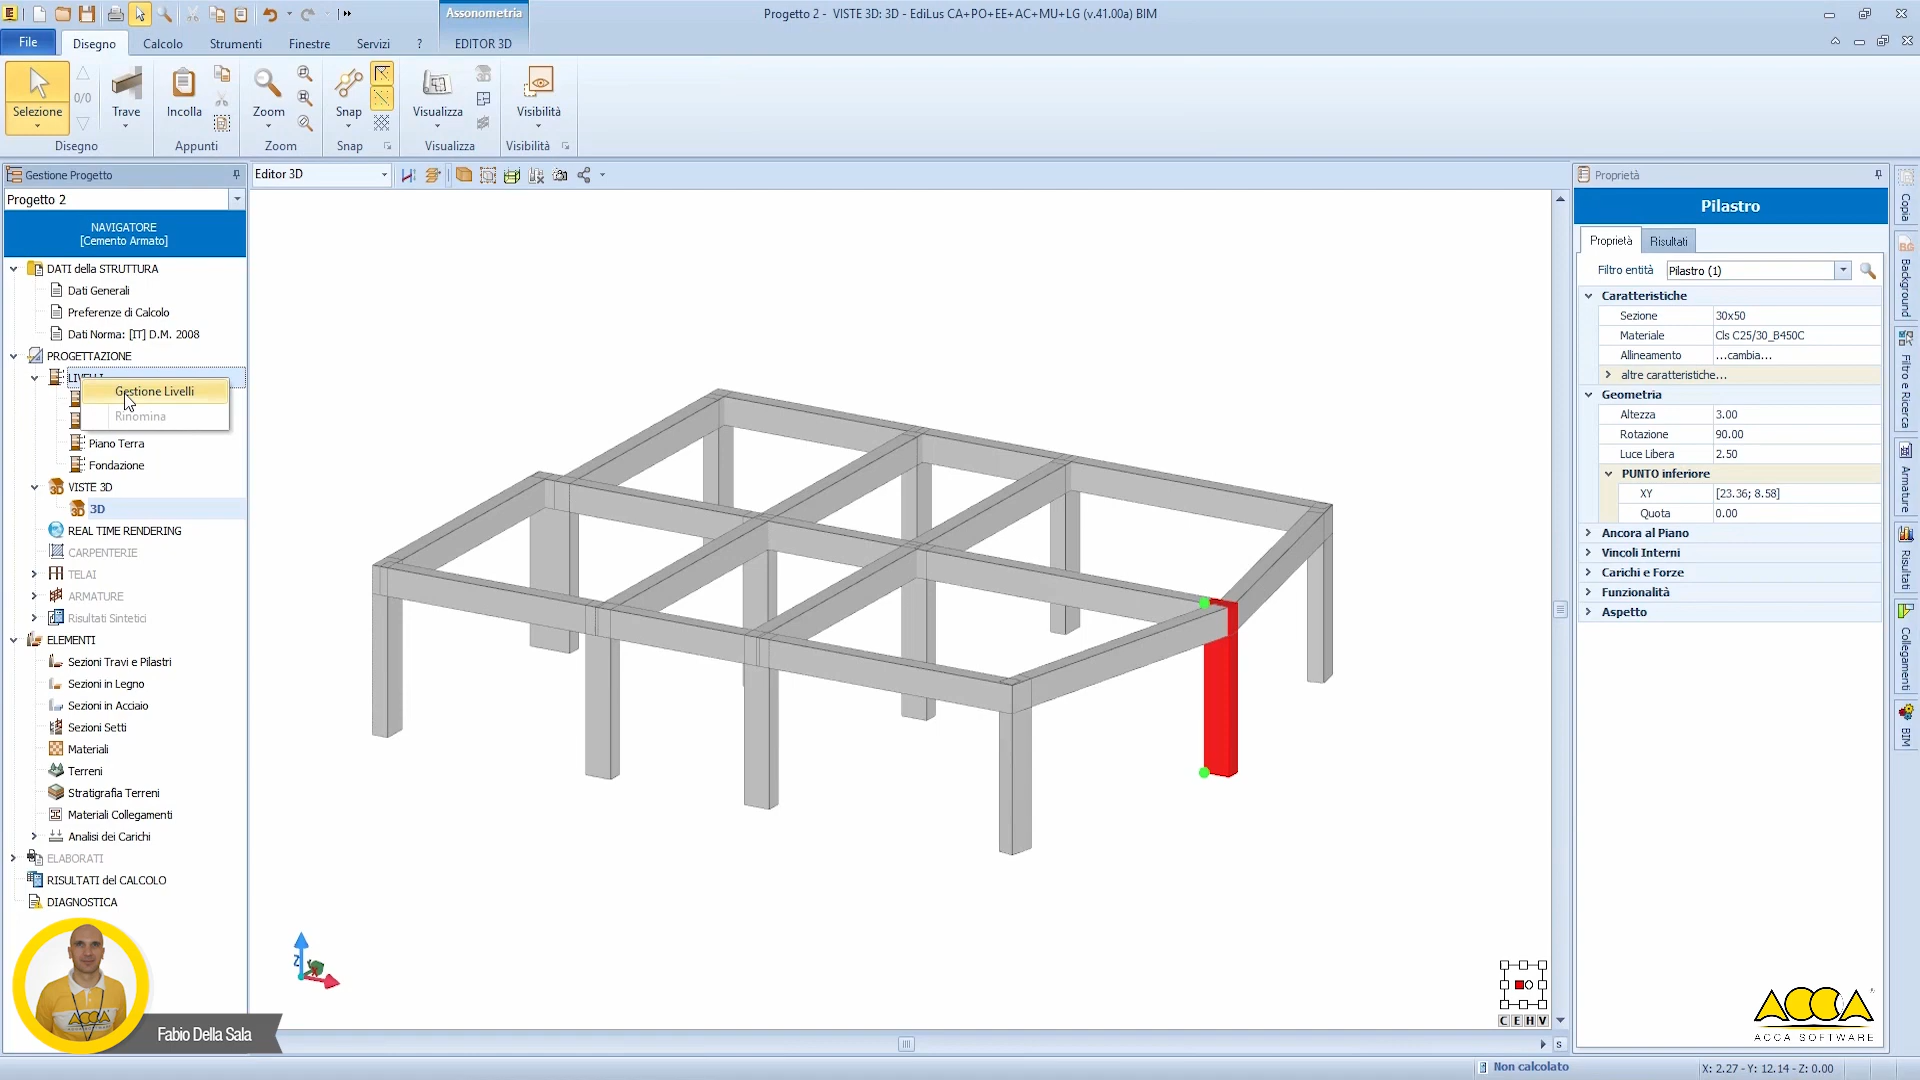 Progetto 2 - VISTE 3D: 3D - EdiLus CA+PO+EE+AC+MU+LG (v.41.00a) BIM
Assonometria
File
Disegno
Calcolo
Strumenti
Finestre
Servizi
?
EDITOR 3D
Selezione
0/0
Trave
Incolla
Zoom
Snap
Visualizza
Visibilità
Disegno
Appunti
Zoom
Snap
Visualizza
Visibilità
Gestione Progetto
Progetto 2
NAVIGATORE
[Cemento Armato]
DATI della STRUTTURA
Dati Generali
Preferenze di Calcolo
Dati Norma: [IT] D.M. 2008
PROGETTAZIONE
LIVELLI
Gestione Livelli
Rinomina
Piano Terra
Fondazione
VISTE 3D
3D
REAL TIME RENDERING
CARPENTERIE
TELAI
ARMATURE
Risultati Sintetici
ELEMENTI
Sezioni Travi e Pilastri
Sezioni in Legno
Sezioni in Acciaio
Sezioni Setti
Materiali
Terreni
Stratigrafia Terreni
Materiali Collegamenti
Analisi dei Carichi
ELABORATI
RISULTATI del CALCOLO
DIAGNOSTICA
Fabio Della Sala
Editor 3D
Z
C E H V
S
Proprietà
Pilastro
Proprietà
Risultati
Filtro entità
Pilastro (1)
Caratteristiche
Sezione 30x50
Materiale Cls C25/30_B450C
Allineamento ...cambia...
altre caratteristiche...
Geometria
Altezza 3.00
Rotazione 90.00
Luce Libera 2.50
PUNTO inferiore
XY [23.36; 8.58]
Quota 0.00
Ancora al Piano
Vincoli Interni
Carichi e Forze
Funzionalità
Aspetto
ACCA
ACCA SOFTWARE
Copia
Background
Filtro e Ricerca
Armature
Risultati
Collegamenti
BIM
Non calcolato
X: 2.27 - Y: 12.14 - Z: 0.00